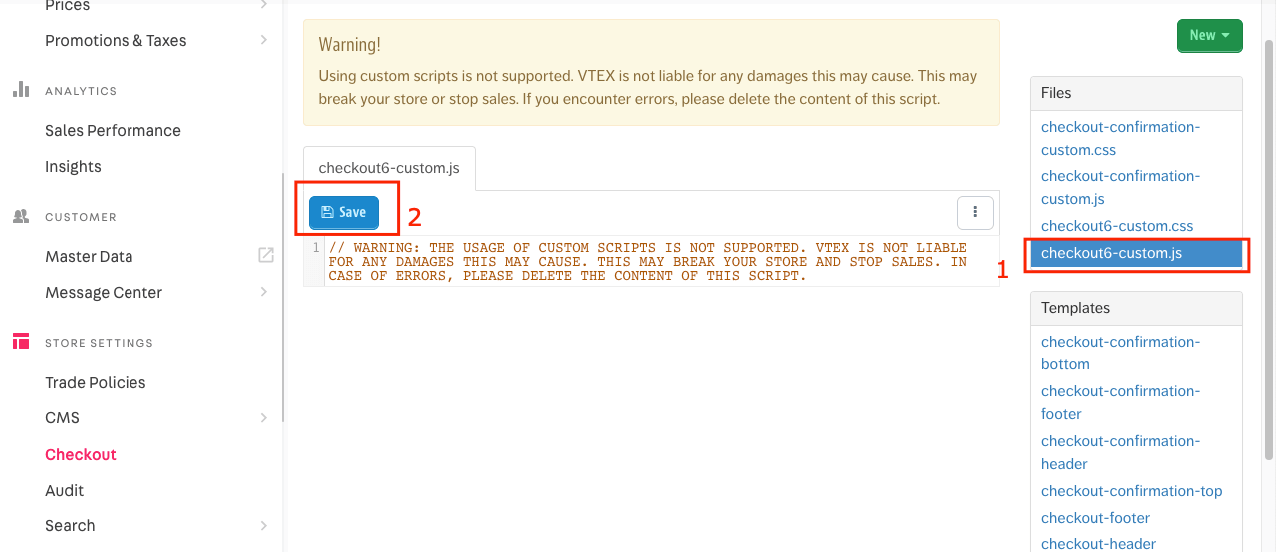 Prices
Promotions & Taxes
ANALYTICS
Sales Performance
Insights
CUSTOMER
Master Data
Message Center
STORE SETTINGS
Trade Policies
CMS
Checkout
Audit
Search
Warning!
Using custom scripts is not supported. VTEX is not liable for any damages this may cause. This may
break your store or stop sales. If you encounter errors, please delete the content of this script.
checkout6-custom.js
Save
2
1 // WARNING: THE USAGE OF CUSTOM SCRIPTS IS NOT SUPPORTED. VTEX IS NOT LIABLE
FOR ANY DAMAGES THIS MAY CAUSE. THIS MAY BREAK YOUR STORE AND STOP SALES. IN
CASE OF ERRORS, PLEASE DELETE THE CONTENT OF THIS SCRIPT.
New
Files
checkout-confirmation-
custom.css
checkout-confirmation-
custom.js
checkout6-custom.css
1
checkout6-custom.js
Templates
checkout-confirmation-
bottom
checkout-confirmation-
footer
checkout-confirmation-
header
checkout-confirmation-top
checkout-footer
checkout-header